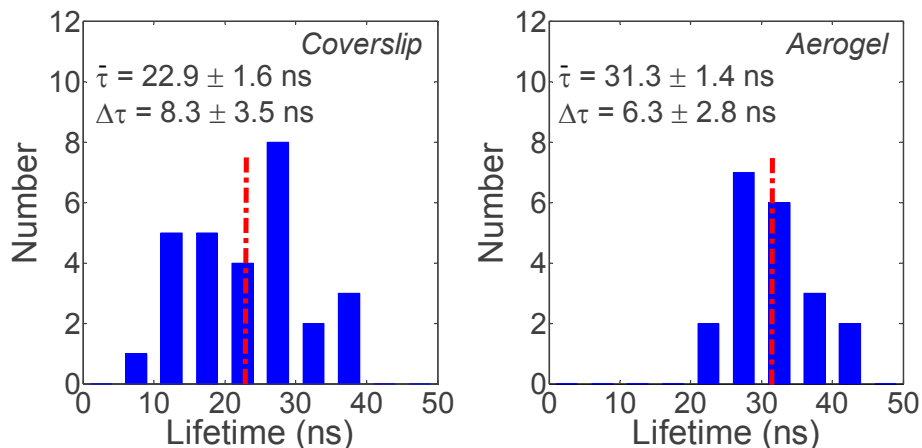 Coverslip
τ̄ = 22.9 ± 1.6 ns
Δτ = 8.3 ± 3.5 ns
Number
12
10
8
6
4
2
0
0 10 20 30 40 50
Lifetime (ns)
Aerogel
τ̄ = 31.3 ± 1.4 ns
Δτ = 6.3 ± 2.8 ns
Number
12
10
8
6
4
2
0
0 10 20 30 40 50
Lifetime (ns)